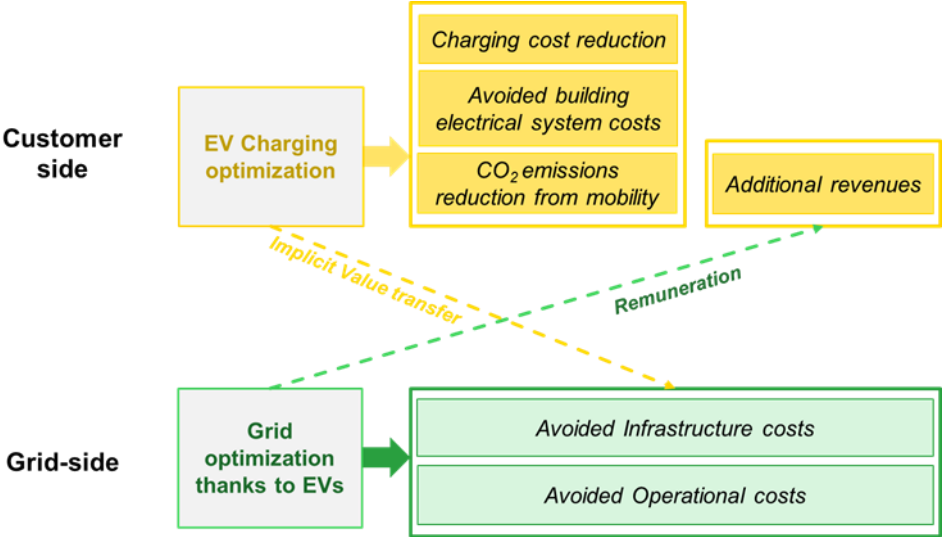 Customer
side
EV Charging
optimization
Charging cost reduction
Avoided building
electrical system costs
CO₂ emissions
reduction from mobility
Additional revenues
Implicit Value transfer
Remuneration
Grid-side
Grid
optimization
thanks to EVs
Avoided Infrastructure costs
Avoided Operational costs